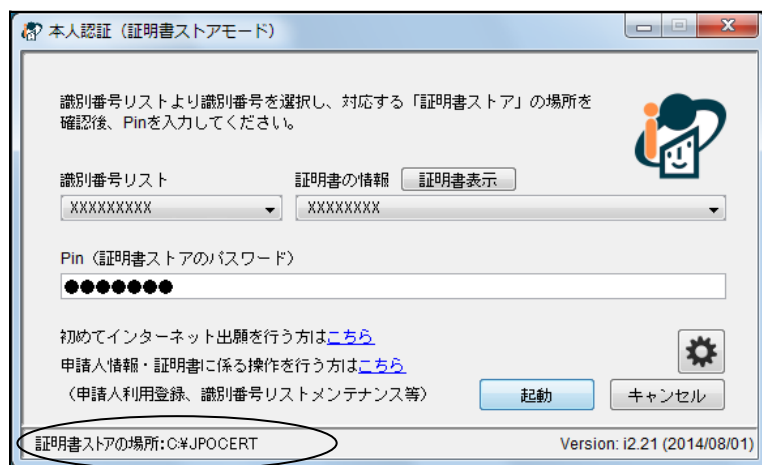 本人認証（証明書ストアモード）
識別番号リストより識別番号を選択し、対応する「証明書ストア」の場所を
確認後、Pinを入力してください。
識別番号リスト 証明書の情報 証明書表示
XXXXXXXXX XXXXXXXX
Pin（証明書ストアのパスワード）
●●●●●●●
初めてインターネット出願を行う方はこちら
申請人情報・証明書に係る操作を行う方はこちら
（申請人利用登録、識別番号リストメンテナンス等） 起動 キャンセル
証明書ストアの場所:C:¥JPOCERT Version: i2.21 (2014/08/01)